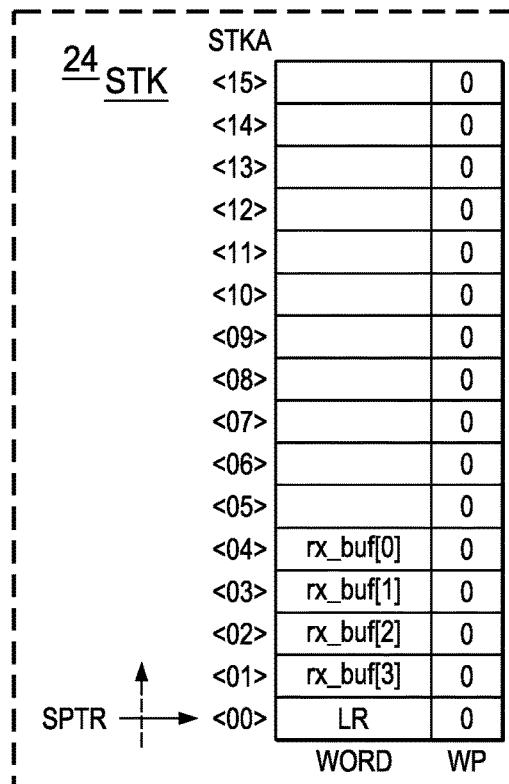 STKA
24 STK
<15> 0
<14> 0
<13> 0
<12> 0
<11> 0
<10> 0
<09> 0
<08> 0
<07> 0
<06> 0
<05> 0
<04> rx_buf[0] 0
<03> rx_buf[1] 0
<02> rx_buf[2] 0
<01> rx_buf[3] 0
SPTR <00> LR 0
WORD WP